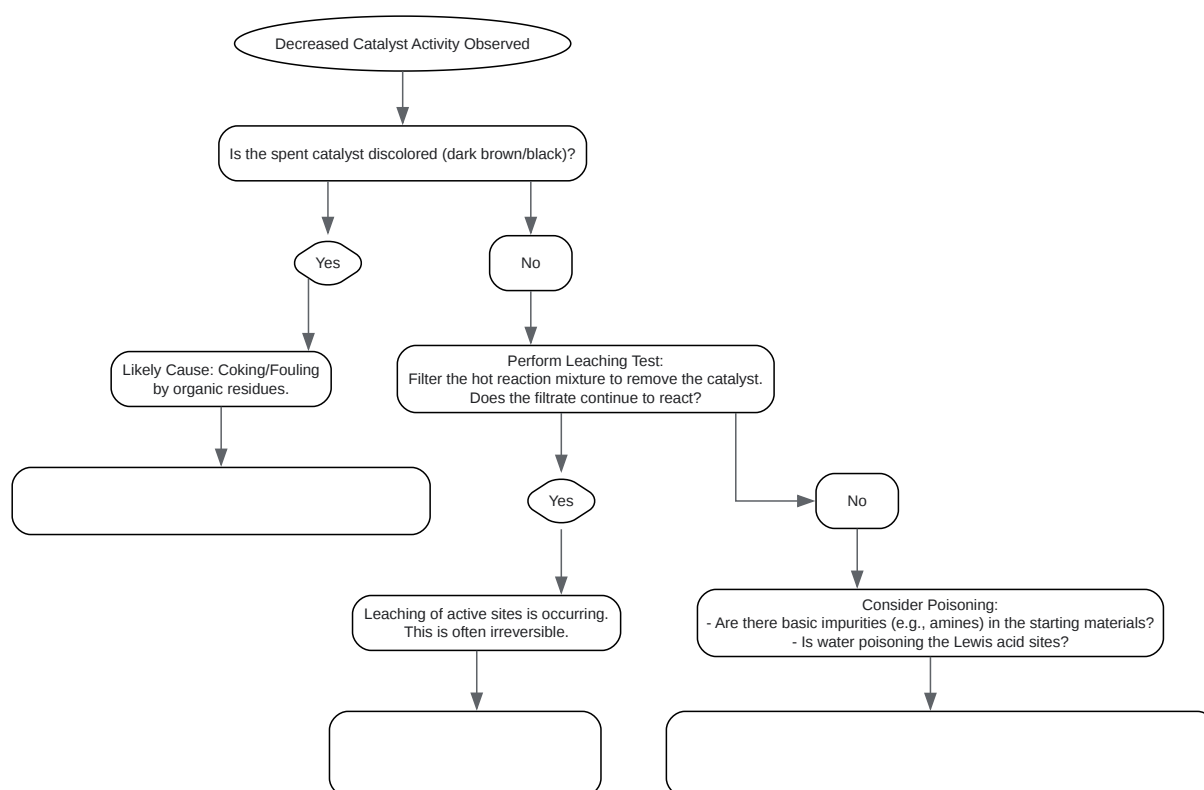 Decreased Catalyst Activity Observed
Is the spent catalyst discolored (dark brown/black)?
Yes
No
Likely Cause: Coking/Fouling
by organic residues.
Perform Leaching Test:
Filter the hot reaction mixture to remove the catalyst.
Does the filtrate continue to react?
Yes
No
Leaching of active sites is occurring.
This is often irreversible.
Consider Poisoning:
- Are there basic impurities (e.g., amines) in the starting materials?
- Is water poisoning the Lewis acid sites?